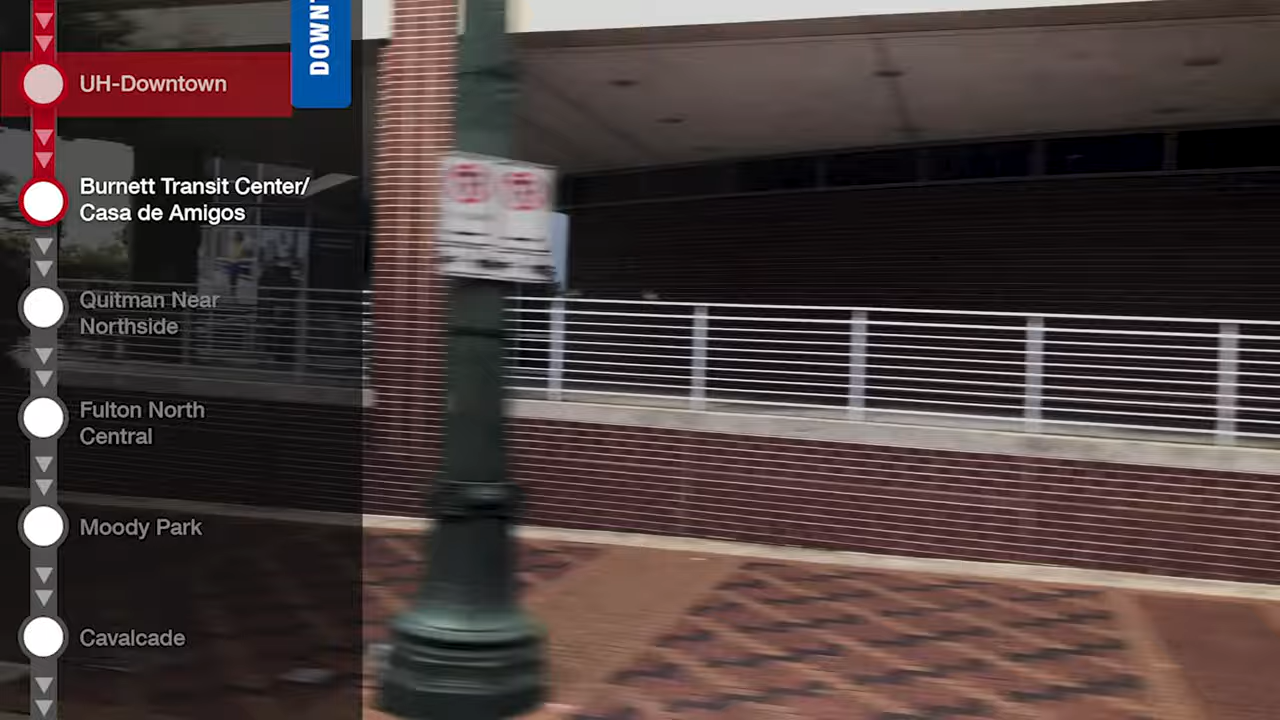 DOWN
UH-Downtown
Burnett Transit Center/
Casa de Amigos
Quitman Near
Northside
Fulton North
Central
Moody Park
Cavalcade